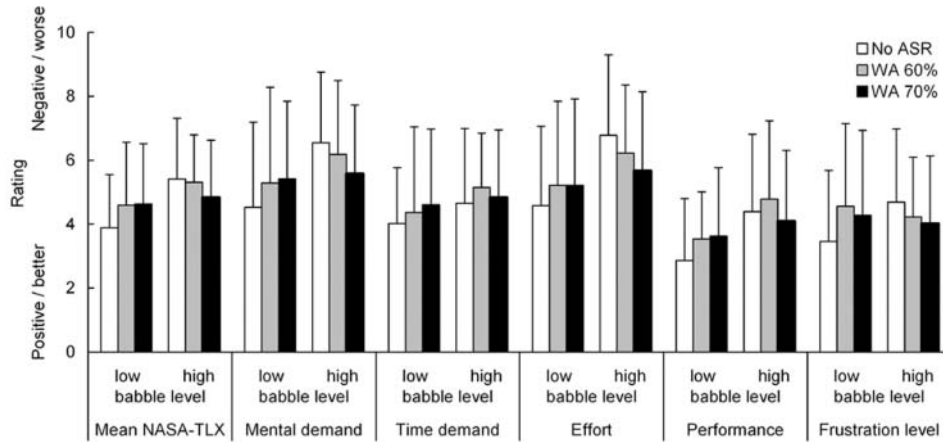 10
8
6
4
2
0
Negative / worse
Rating
Positive / better
No ASR
WA 60%
WA 70%
low high low high low high low high low high low high
babble level babble level babble level babble level babble level babble level
Mean NASA-TLX Mental demand Time demand Effort Performance Frustration level